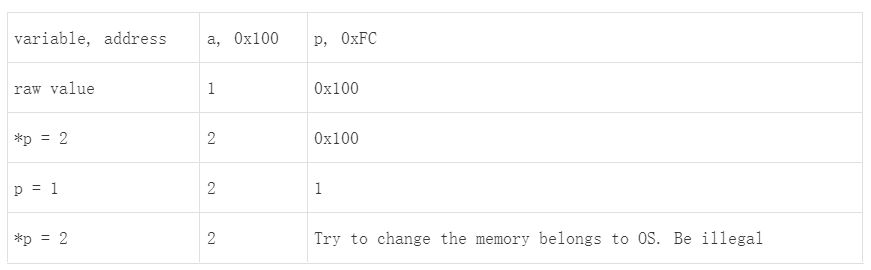 variable, address a, 0x100 p, 0xFC
raw value 1 0x100
*p = 2 2 0x100
p = 1 2 1
*p = 2 2 Try to change the memory belongs to OS. Be illegal